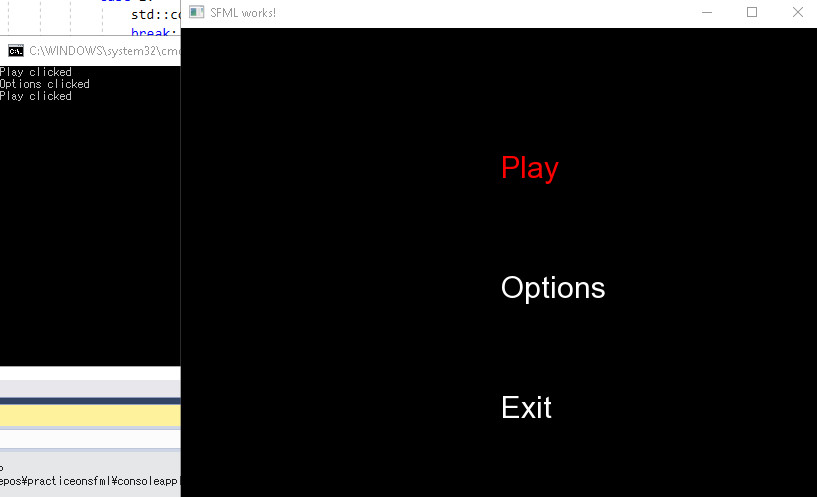 std::co
break;
SFML works!
C:\WINDOWS\system32\cmd
Play clicked
Options clicked
Play clicked
Play
Options
Exit
epos¥practiceonsfml¥consoleappl